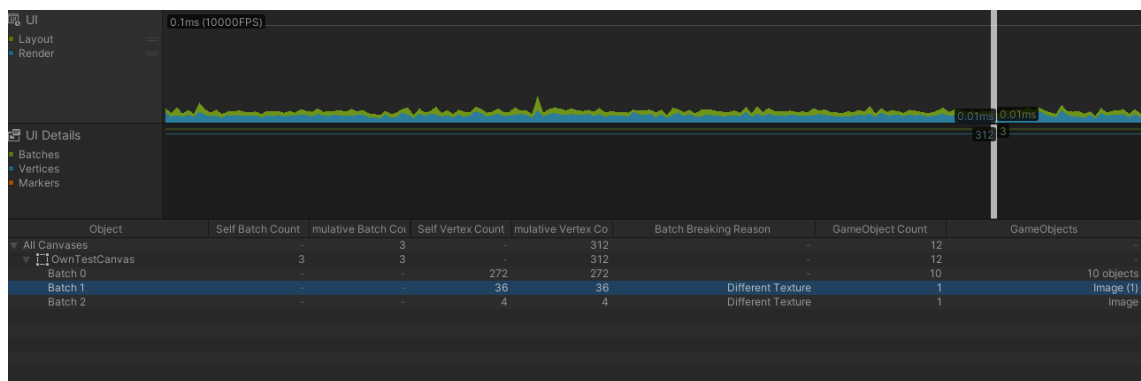 UI
0.1ms (10000FPS)
Layout
Render
0.01ms 0.01ms
UI Details
312 3
Batches
Vertices
Markers
Object Self Batch Count mulative Batch Cou Self Vertex Count mulative Vertex Co Batch Breaking Reason GameObject Count GameObjects
All Canvases - 3 - 312 - 12 -
OwnTestCanvas 3 3 - 312 - 12 -
Batch 0 - - 272 272 - 10 10 objects
Batch 1 - - 36 36 Different Texture 1 Image (1)
Batch 2 - - 4 4 Different Texture 1 Image